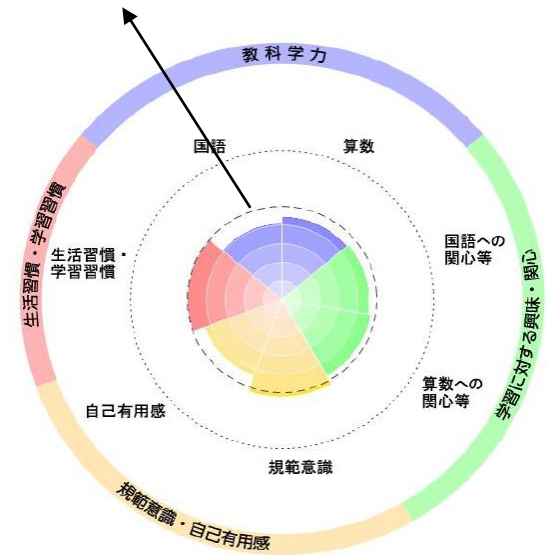 教科学力
国語
算数
生活習慣・学習習慣
生活習慣・
学習習慣
国語への
関心等
学習に対する興味・関心
算数への
関心等
自己有用感
規範意識
規範意識・自己有用感